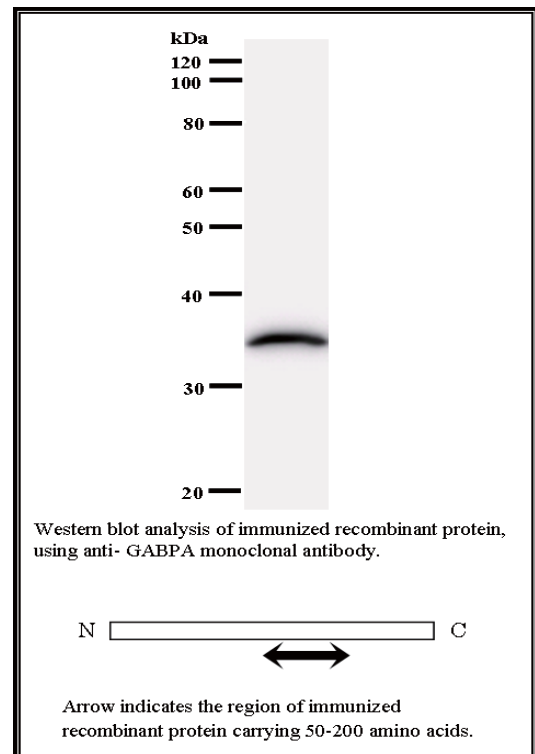 kDa
120
100
80
60
50
40
30
20
Western blot analysis of immunized recombinant protein,
using anti- GABPA monoclonal antibody.
N C
Arrow indicates the region of immunized
recombinant protein carrying 50-200 amino acids.